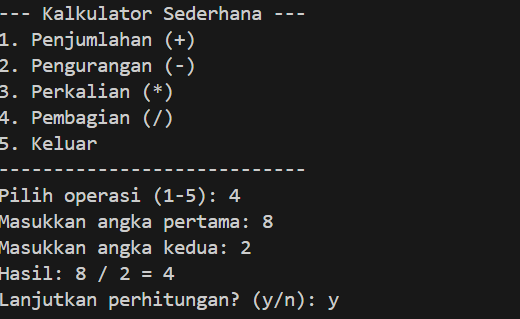 --- Kalkulator Sederhana ---
1. Penjumlahan (+)
2. Pengurangan (-)
3. Perkalian (*)
4. Pembagian (/)
5. Keluar
----------------------------
Pilih operasi (1-5): 4
Masukkan angka pertama: 8
Masukkan angka kedua: 2
Hasil: 8 / 2 = 4
Lanjutkan perhitungan? (y/n): y